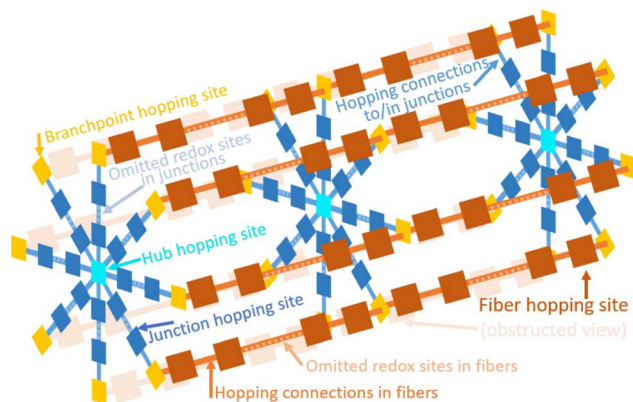 Hopping connections
to/in junctions
Branchpoint hopping site
Omitted redox sites
in junctions
Hub hopping site
Junction hopping site
Fiber hopping site
(obstructed view)
Omitted redox sites in fibers
Hopping connections in fibers